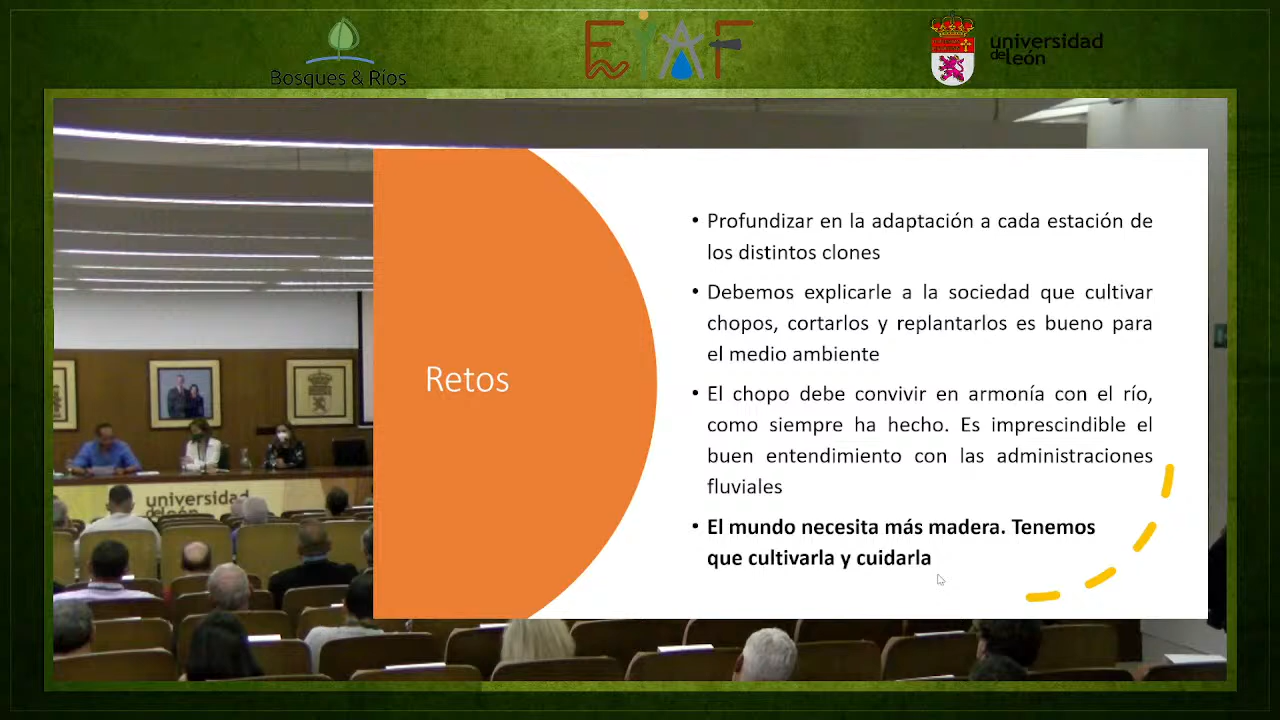 Bosques & Ríos
EIAF
universidad
de león
Retos
• Profundizar en la adaptación a cada estación de
los distintos clones
• Debemos explicarle a la sociedad que cultivar
chopos, cortarlos y replantarlos es bueno para
el medio ambiente
• El chopo debe convivir en armonía con el río,
como siempre ha hecho. Es imprescindible el
buen entendimiento con las administraciones
fluviales
• El mundo necesita más madera. Tenemos
que cultivarla y cuidarla
universidad
de león